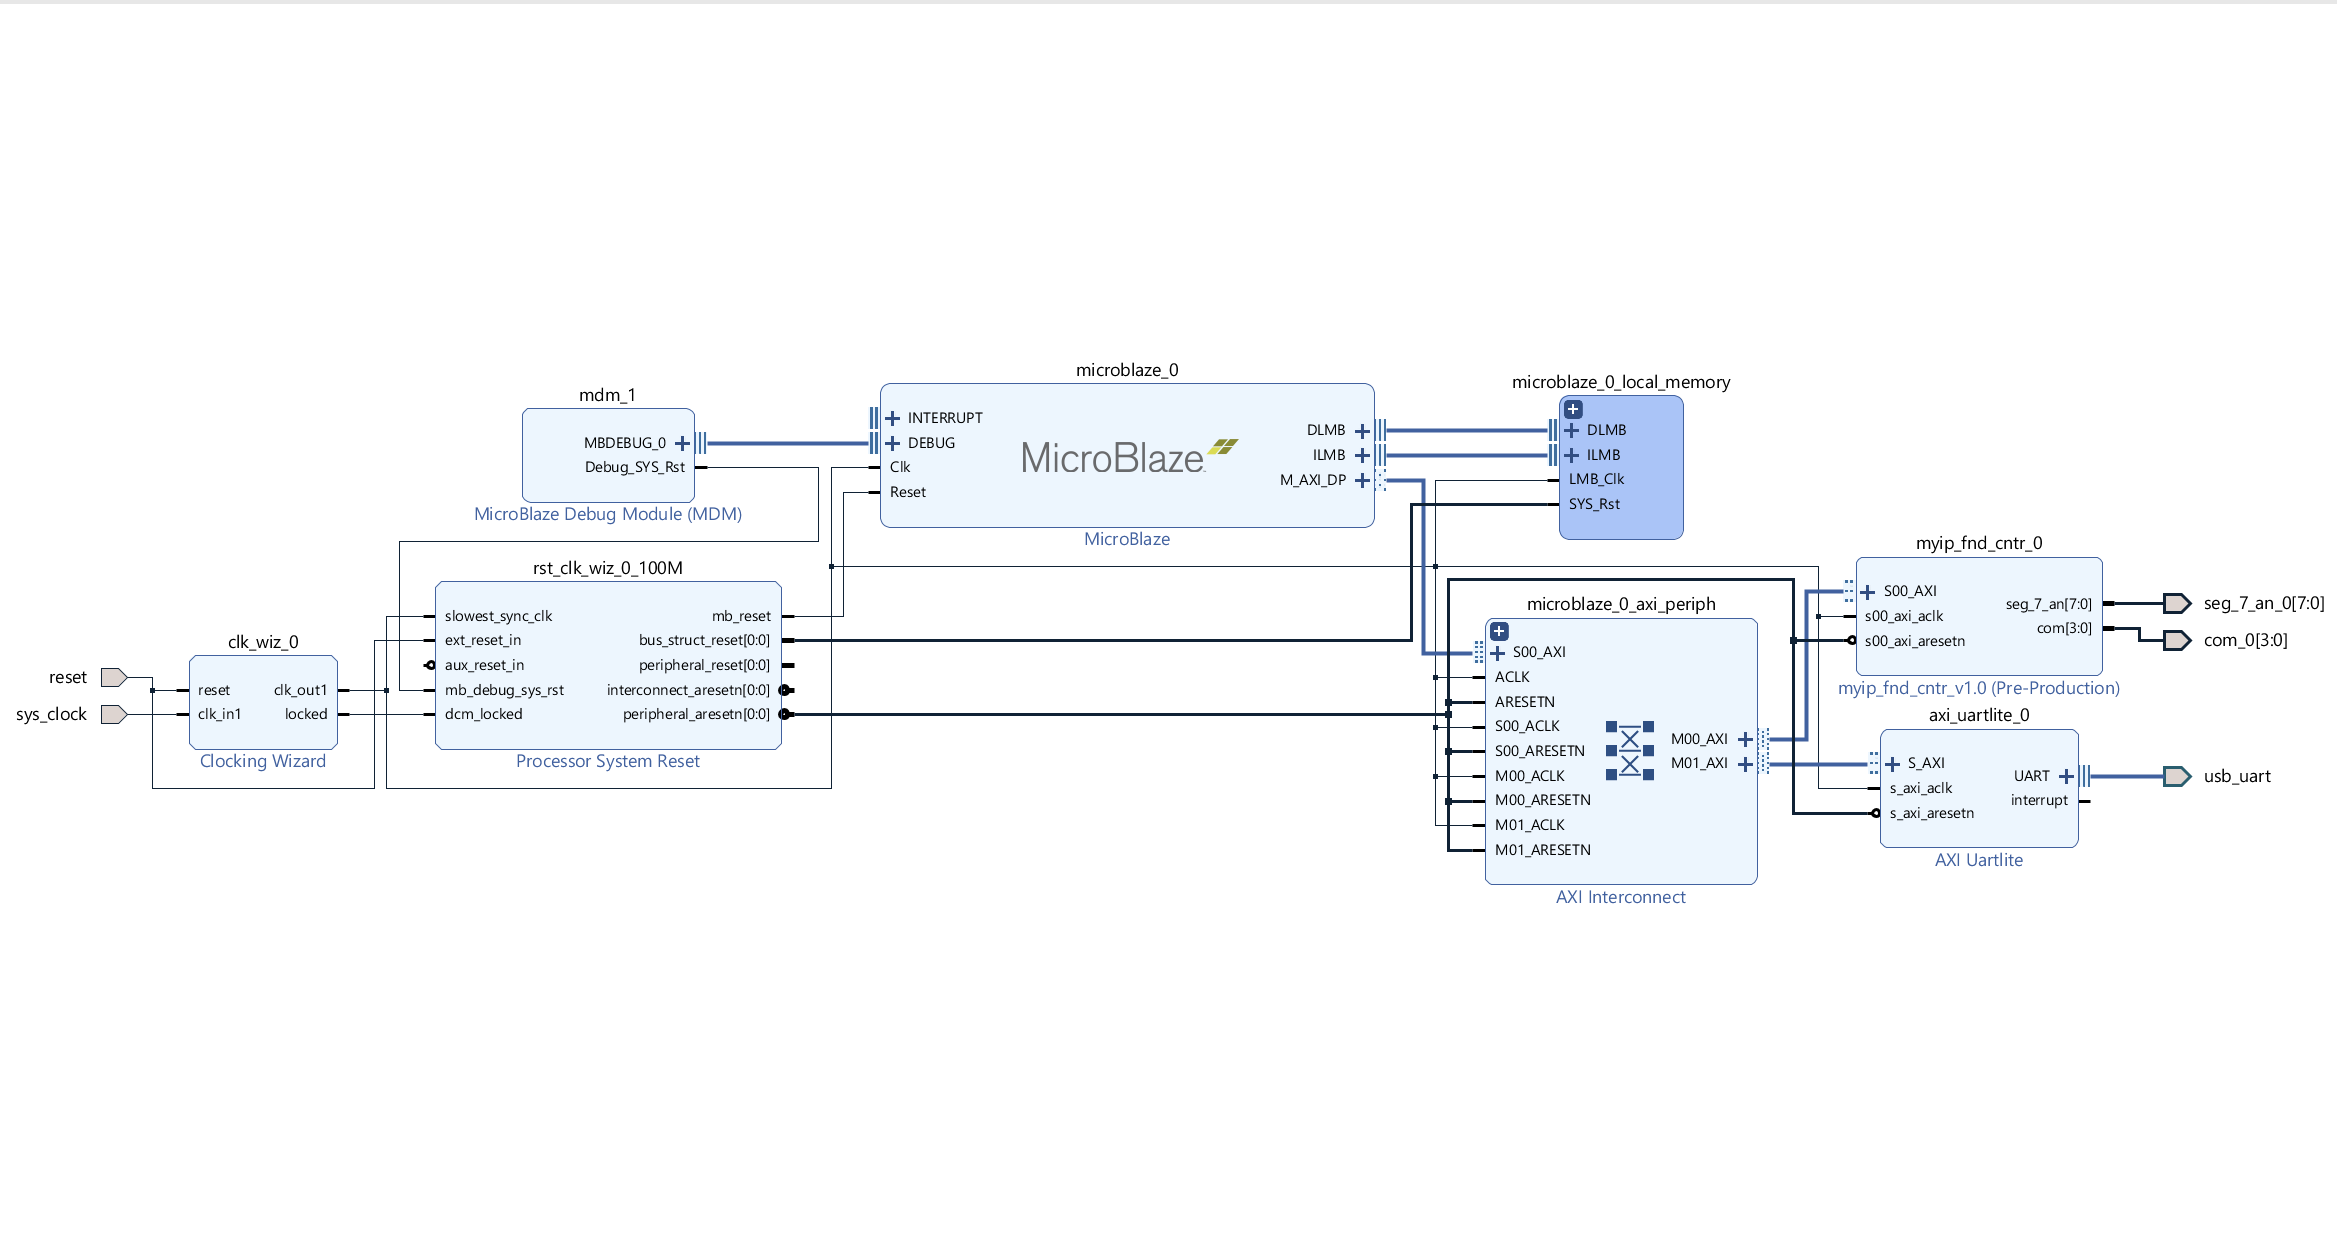 reset
sys_clock
clk_wiz_0
reset
clk_in1
clk_out1
locked
Clocking Wizard
mdm_1
MBDEBUG_0
Debug_SYS_Rst
MicroBlaze Debug Module (MDM)
rst_clk_wiz_0_100M
slowest_sync_clk
ext_reset_in
aux_reset_in
mb_debug_sys_rst
dcm_locked
mb_reset
bus_struct_reset[0:0]
peripheral_reset[0:0]
interconnect_aresetn[0:0]
peripheral_aresetn[0:0]
Processor System Reset
microblaze_0
INTERRUPT
DEBUG
Clk
Reset
MicroBlaze
DLMB
ILMB
M_AXI_DP
MicroBlaze
microblaze_0_local_memory
DLMB
ILMB
LMB_Clk
SYS_Rst
microblaze_0_axi_periph
S00_AXI
ACLK
ARESETN
S00_ACLK
S00_ARESETN
M00_ACLK
M00_ARESETN
M01_ACLK
M01_ARESETN
M00_AXI
M01_AXI
AXI Interconnect
myip_fnd_cntr_0
S00_AXI
s00_axi_aclk
s00_axi_aresetn
seg_7_an[7:0]
com[3:0]
myip_fnd_cntr_v1.0 (Pre-Production)
axi_uartlite_0
S_AXI
s_axi_aclk
s_axi_aresetn
UART
interrupt
AXI Uartlite
seg_7_an_0[7:0]
com_0[3:0]
usb_uart